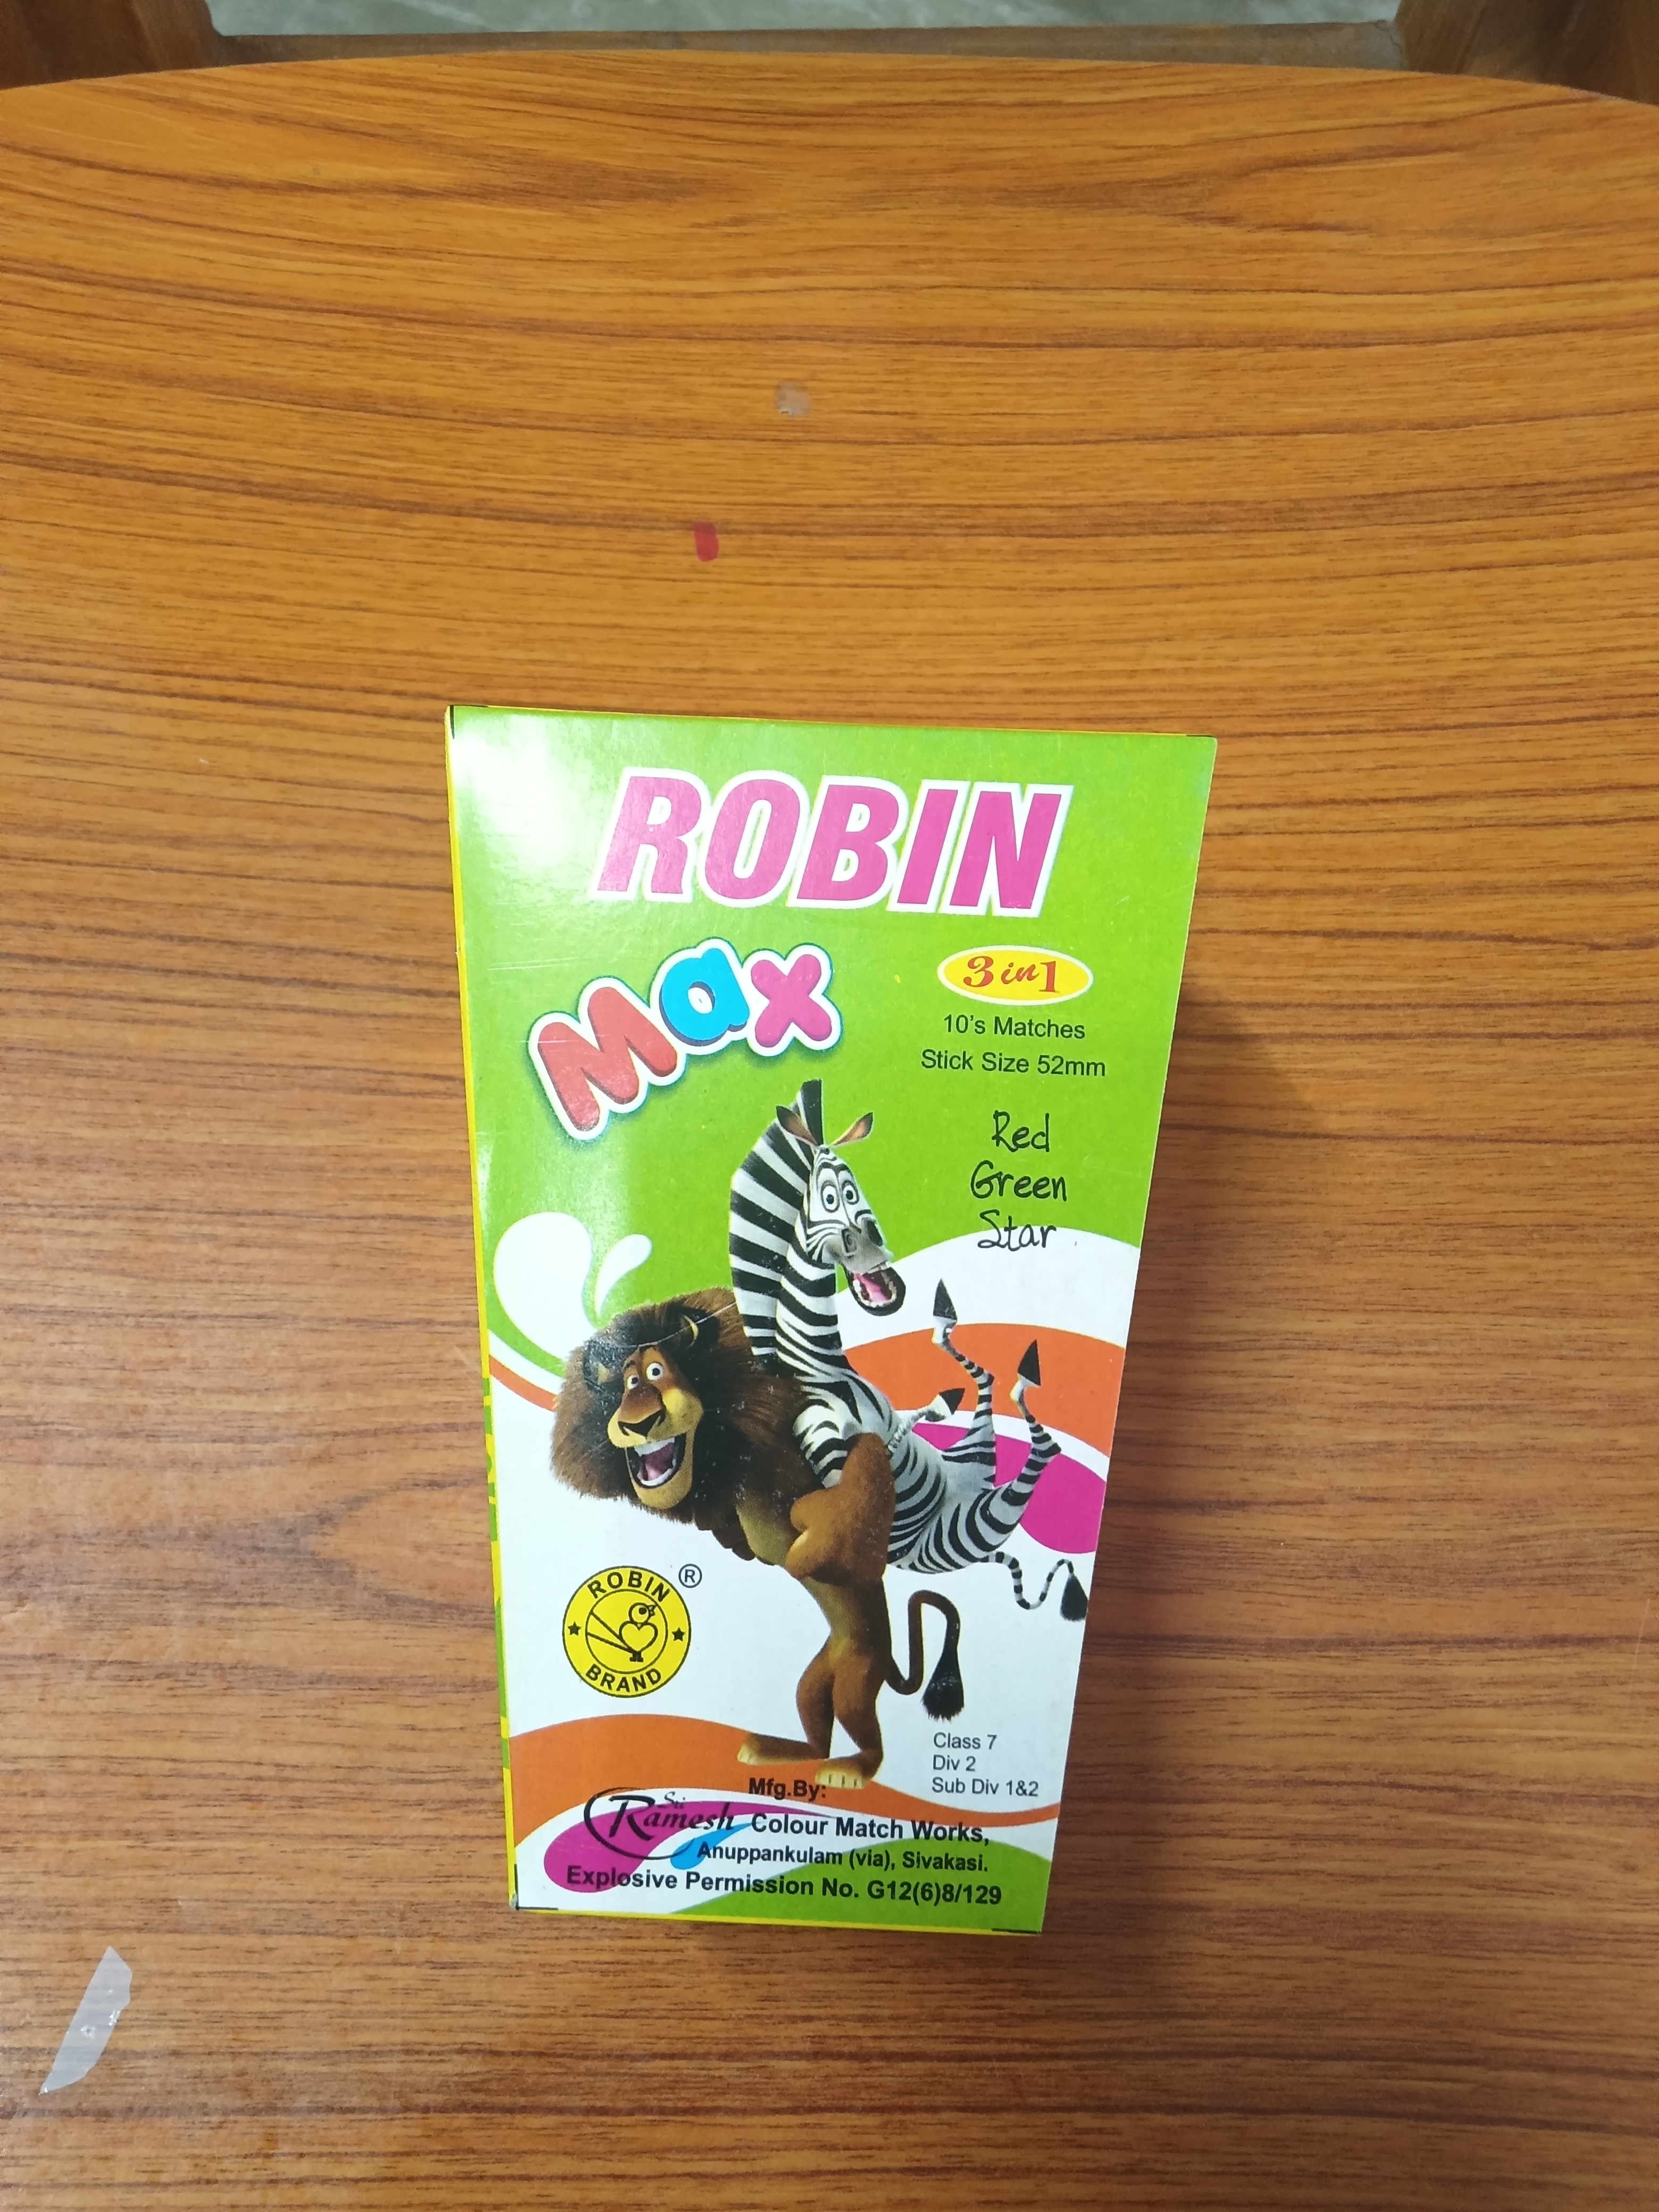 ROBIN
Max
3 in 1
10's Matches
Stick Size 52mm
Red
Green
Star
ROBIN ®
BRAND
Class 7
Div 2
Sub Div 1&2
Mfg.By:
Sri Ramesh Colour Match Works,
Anuppankulam (via), Sivakasi.
Explosive Permission No. G12(6)8/129